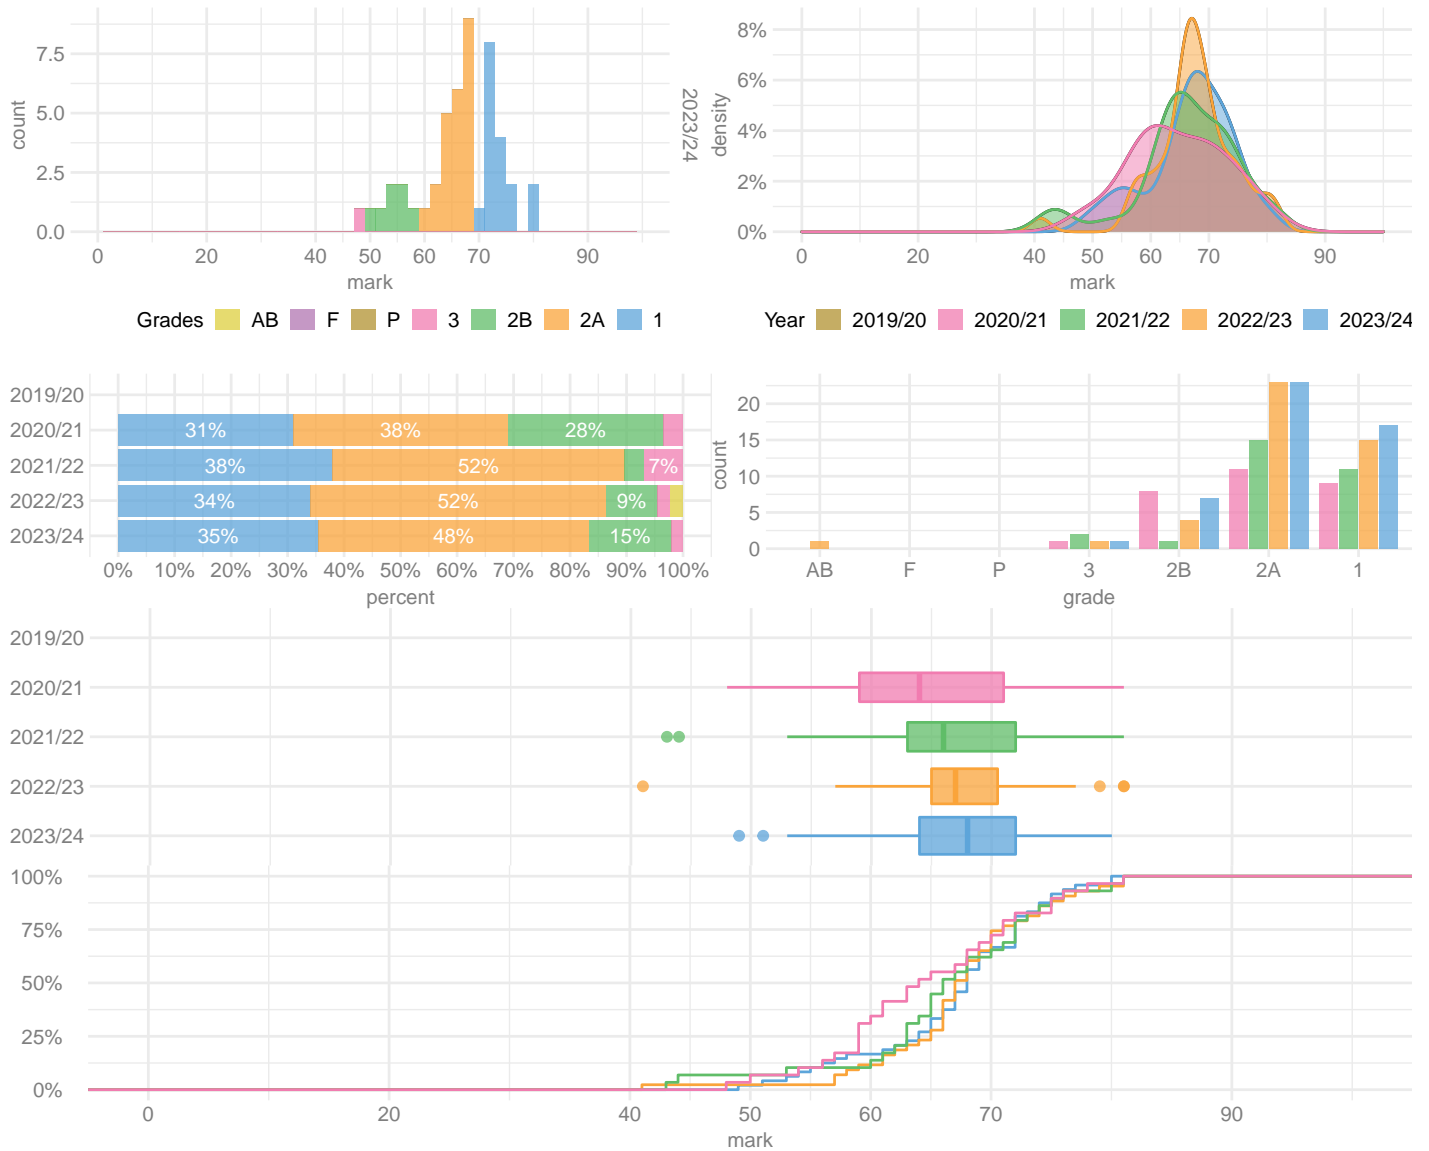 7.5
5.0
2.5
0.0
count
0 20 40 50 60 70 90
mark
2023/24
8%
6%
4%
2%
0%
density
0 20 40 50 60 70 90
mark
Grades AB F P 3 2B 2A 1
Year 2019/20 2020/21 2021/22 2022/23 2023/24
2019/20
2020/21 31% 38% 28%
2021/22 38% 52% 7%
2022/23 34% 52% 9%
2023/24 35% 48% 15%
0% 10% 20% 30% 40% 50% 60% 70% 80% 90% 100%
percent
20
15
10
5
0
count
AB F P 3 2B 2A 1
grade
2019/20
2020/21
2021/22
2022/23
2023/24
100%
75%
50%
25%
0%
0 20 40 50 60 70 90
mark